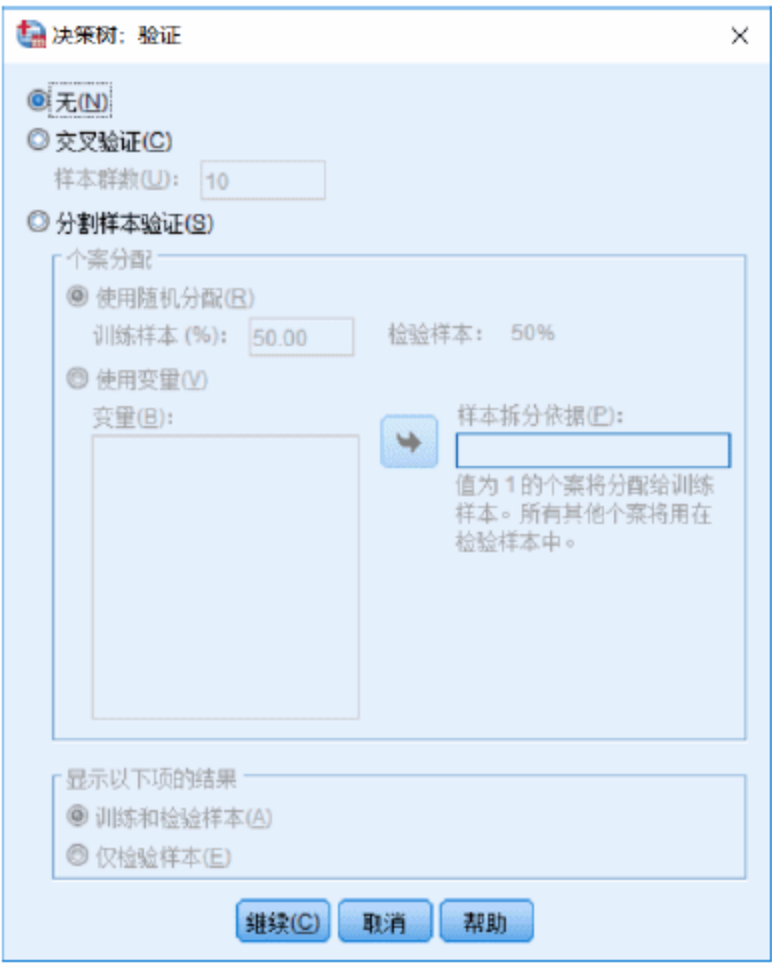 决策树：验证
无(N)
交叉验证(C)
样本群数(U)： 10
分割样本验证(S)
个案分配
使用随机分配(R)
训练样本 (%)： 50.00 检验样本： 50%
使用变量(V)
变量(B)： 样本拆分依据(P)：
值为 1 的个案将分配给训练
样本。所有其他个案将用在
检验样本中。
显示以下项的结果
训练和检验样本(A)
仅检验样本(E)
继续(C) 取消 帮助